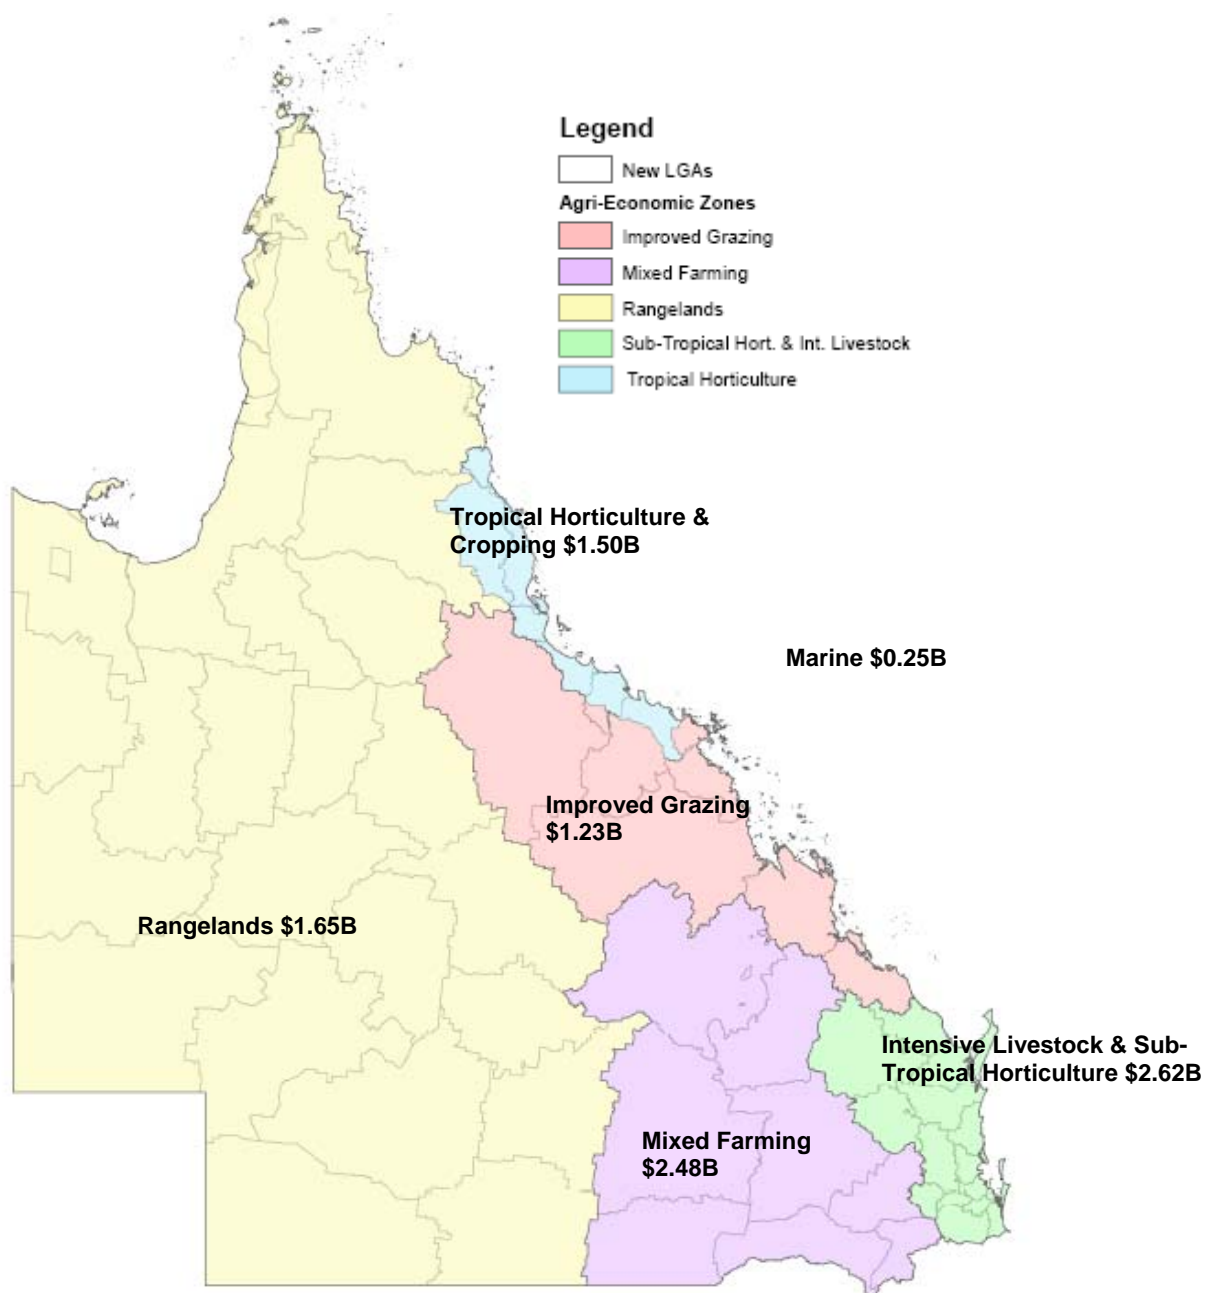 Legend
New LGAs
Agri-Economic Zones
Improved Grazing
Mixed Farming
Rangelands
Sub-Tropical Hort. & Int. Livestock
Tropical Horticulture
Tropical Horticulture &
Cropping $1.50B
Marine $0.25B
Improved Grazing
$1.23B
Rangelands $1.65B
Intensive Livestock & Sub-
Tropical Horticulture $2.62B
Mixed Farming
$2.48B